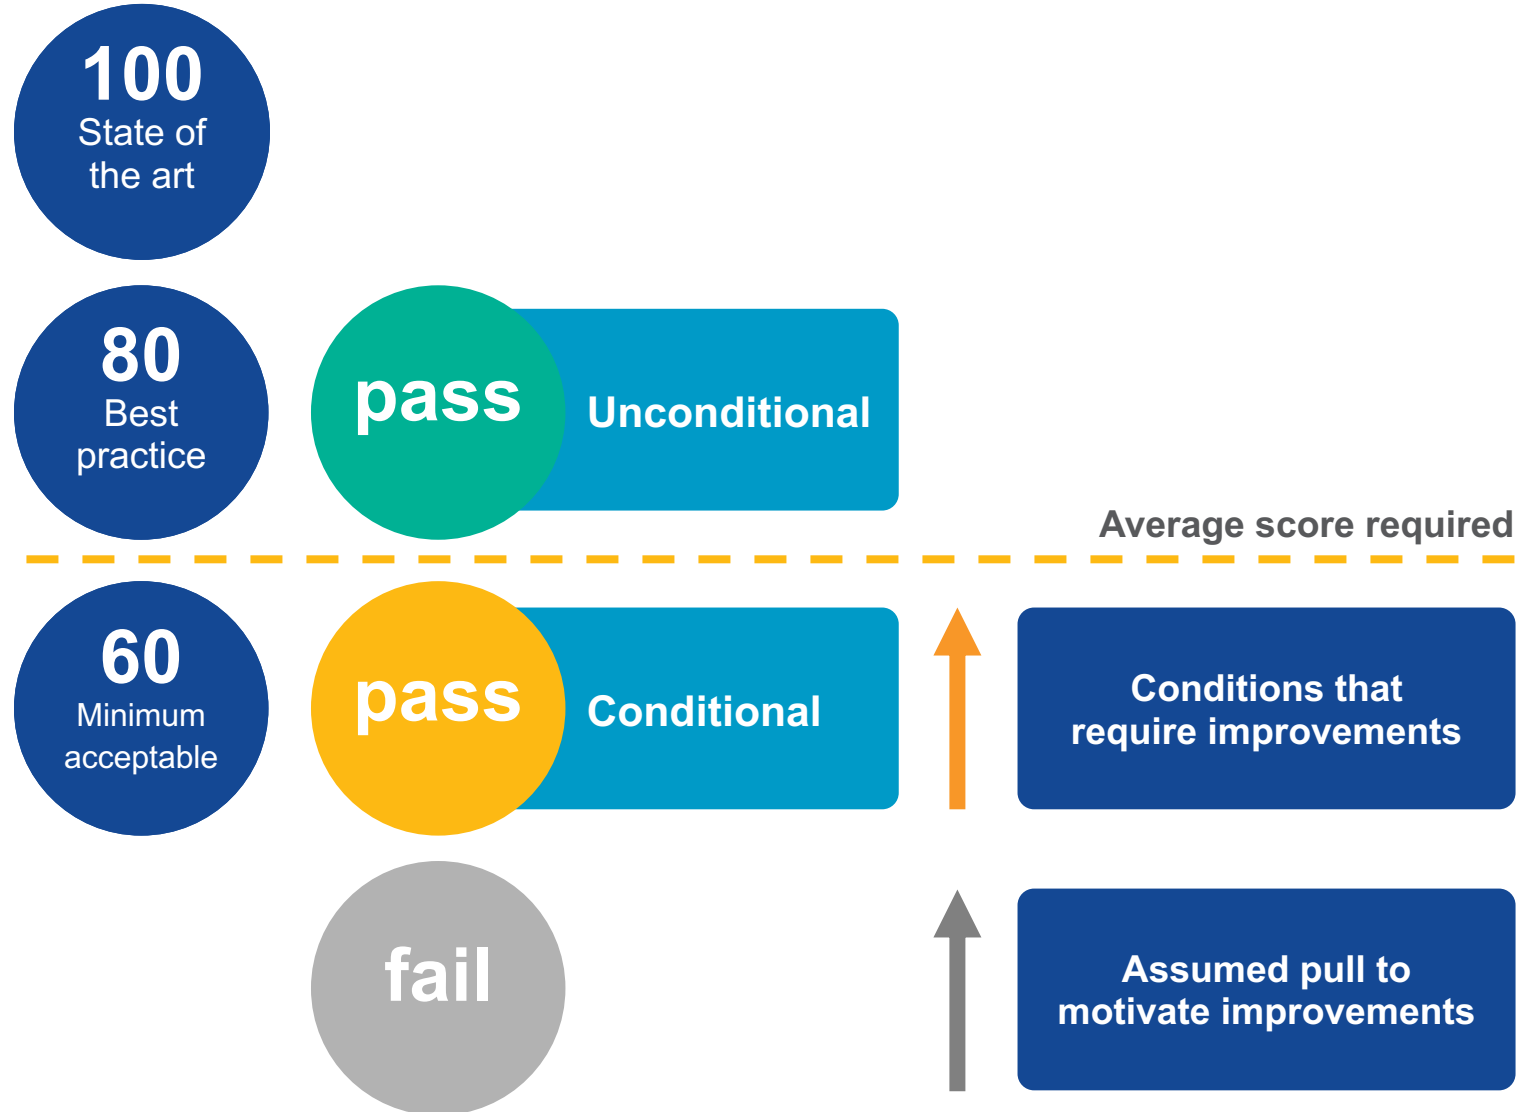 100
State of
the art
80
Best
practice
pass
Unconditional
Average score required
60
Minimum
acceptable
pass
Conditional
Conditions that
require improvements
fail
Assumed pull to
motivate improvements